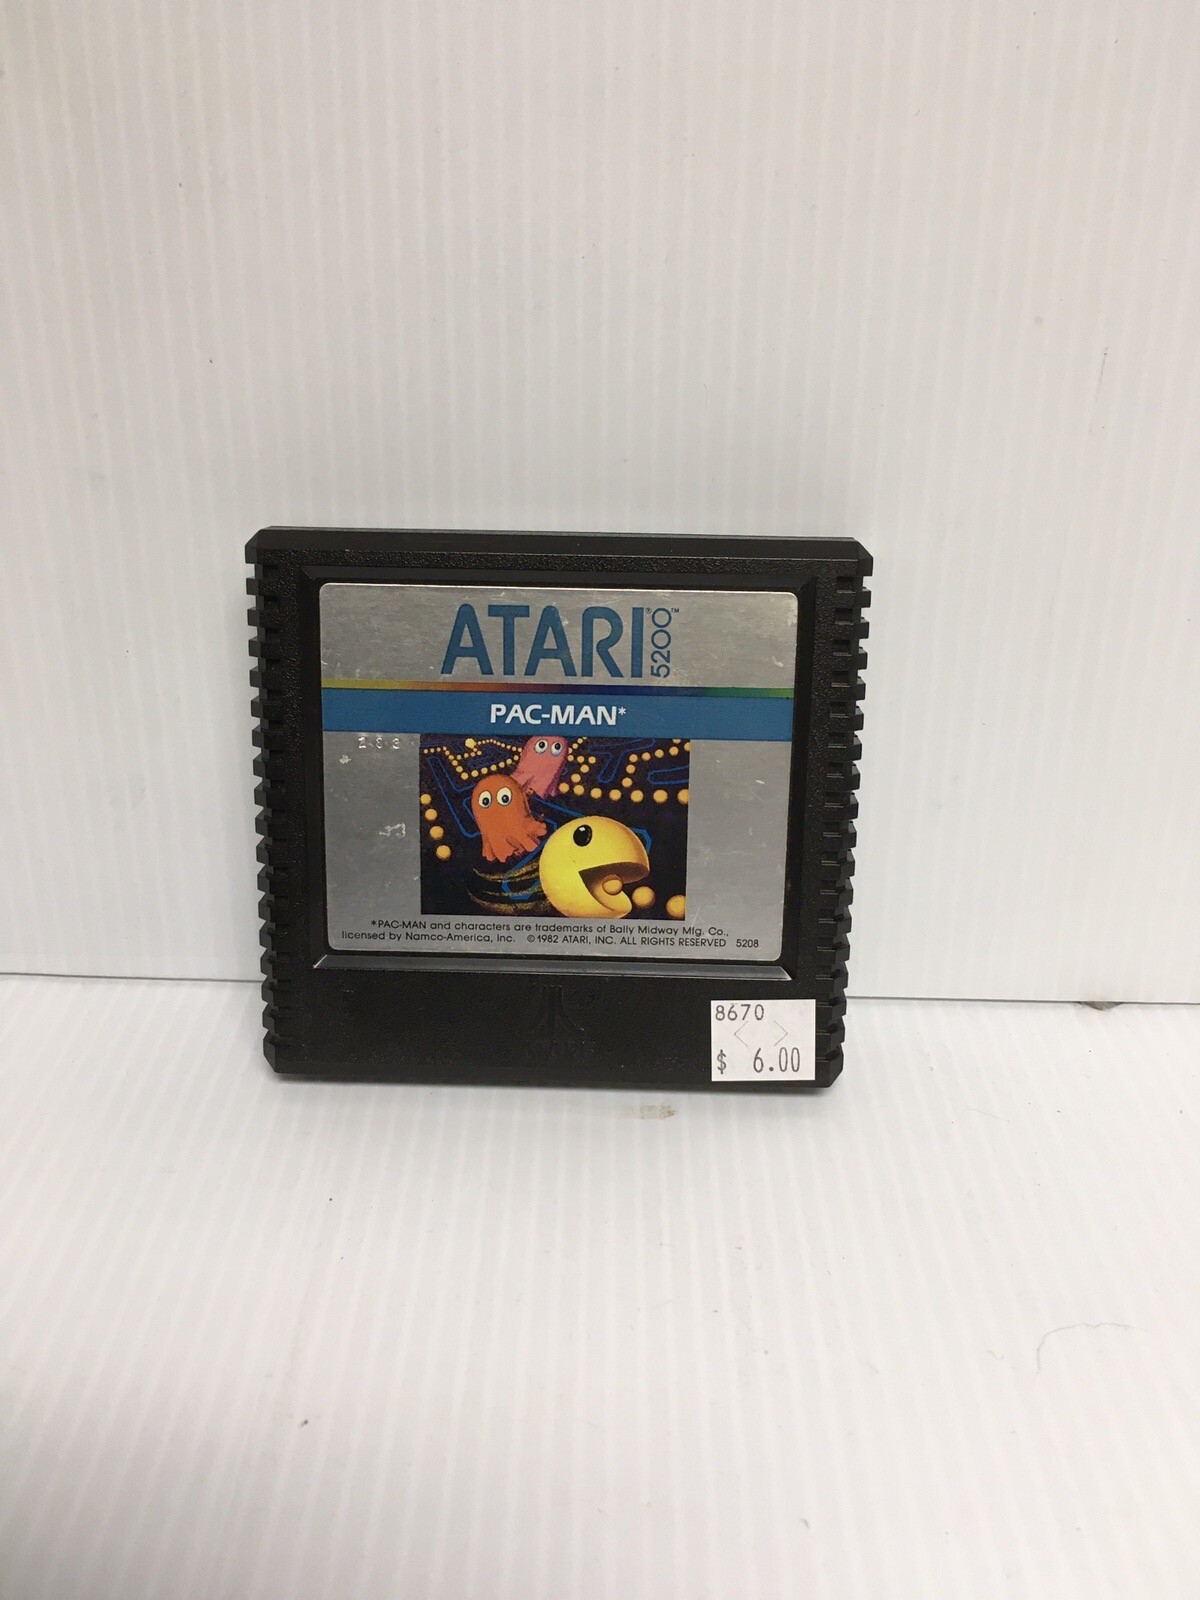 ATARI® 5200™
PAC-MAN*
*PAC-MAN and characters are trademarks of Bally Midway Mfg. Co.,
licensed by Namco-America, Inc. ©1982 ATARI, INC. ALL RIGHTS RESERVED 5208
8670
$ 6.00